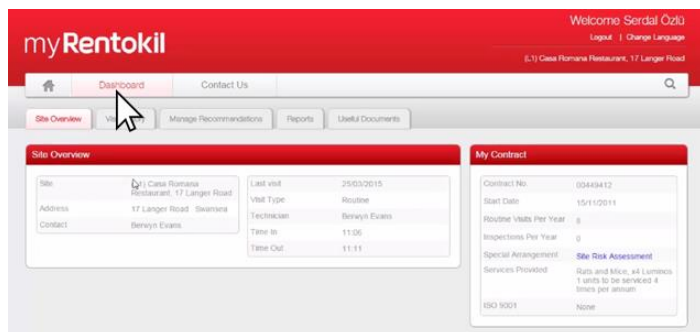 Welcome Serdal Özlü
Logout | Change Language
myRentokil
(L1) Casa Romana Restaurant, 17 Langer Road
Dashboard
Contact Us
Site Overview
Manage Recommendations
Reports
Useful Documents
Site Overview
Site
Casa Romana
Restaurant, 17 Langer Road
Address
17 Langer Road Swansea
Contact
Berwyn Evans
Last visit
25/03/2015
Visit Type
Routine
Technician
Berwyn Evans
Time In
11:06
Time Out
11:11
My Contract
Contract No.
00449412
Start Date
15/11/2011
Routine Visits Per Year
8
Inspections Per Year
0
Special Arrangement
Site Risk Assessment
Services Provided
Rats and Mice, x4 Luminos
1 units to be serviced 4
times per annum
ISO 9001
None